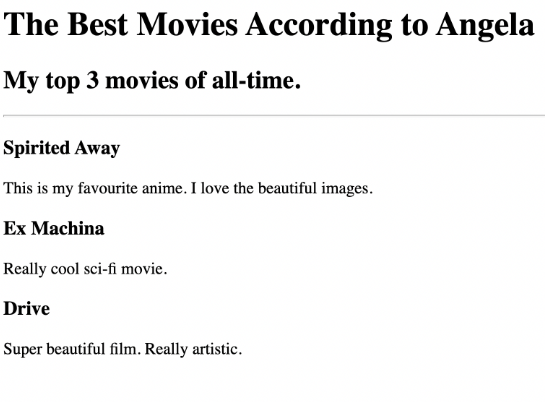 The Best Movies According to Angela
My top 3 movies of all-time.
Spirited Away
This is my favourite anime. I love the beautiful images.
Ex Machina
Really cool sci-fi movie.
Drive
Super beautiful film. Really artistic.